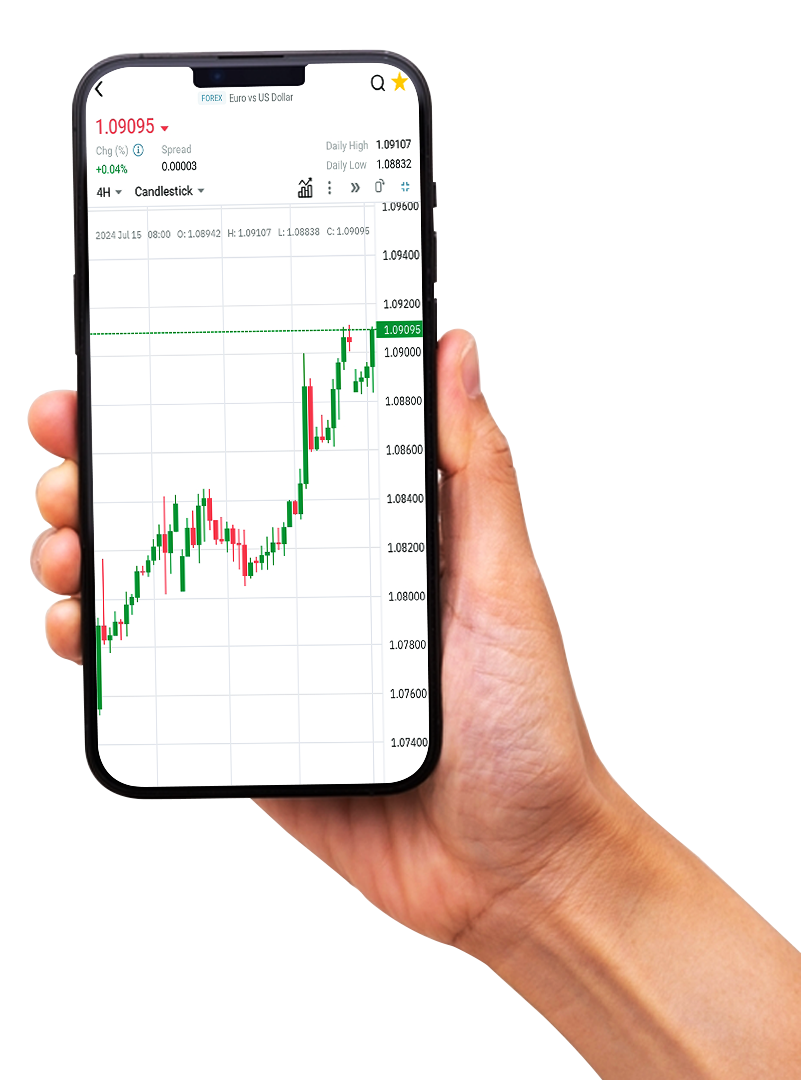 FOREX Euro vs US Dollar
1.09095
Chg (%) Spread Daily High 1.09107
+0.04% 0.00003 Daily Low 1.08832
4H Candlestick
1.09600
2024 Jul 15 08:00 O: 1.08942 H: 1.09107 L: 1.08838 C: 1.09095
1.09400
1.09200
1.09095
1.09000
1.08800
1.08600
1.08400
1.08200
1.08000
1.07800
1.07600
1.07400